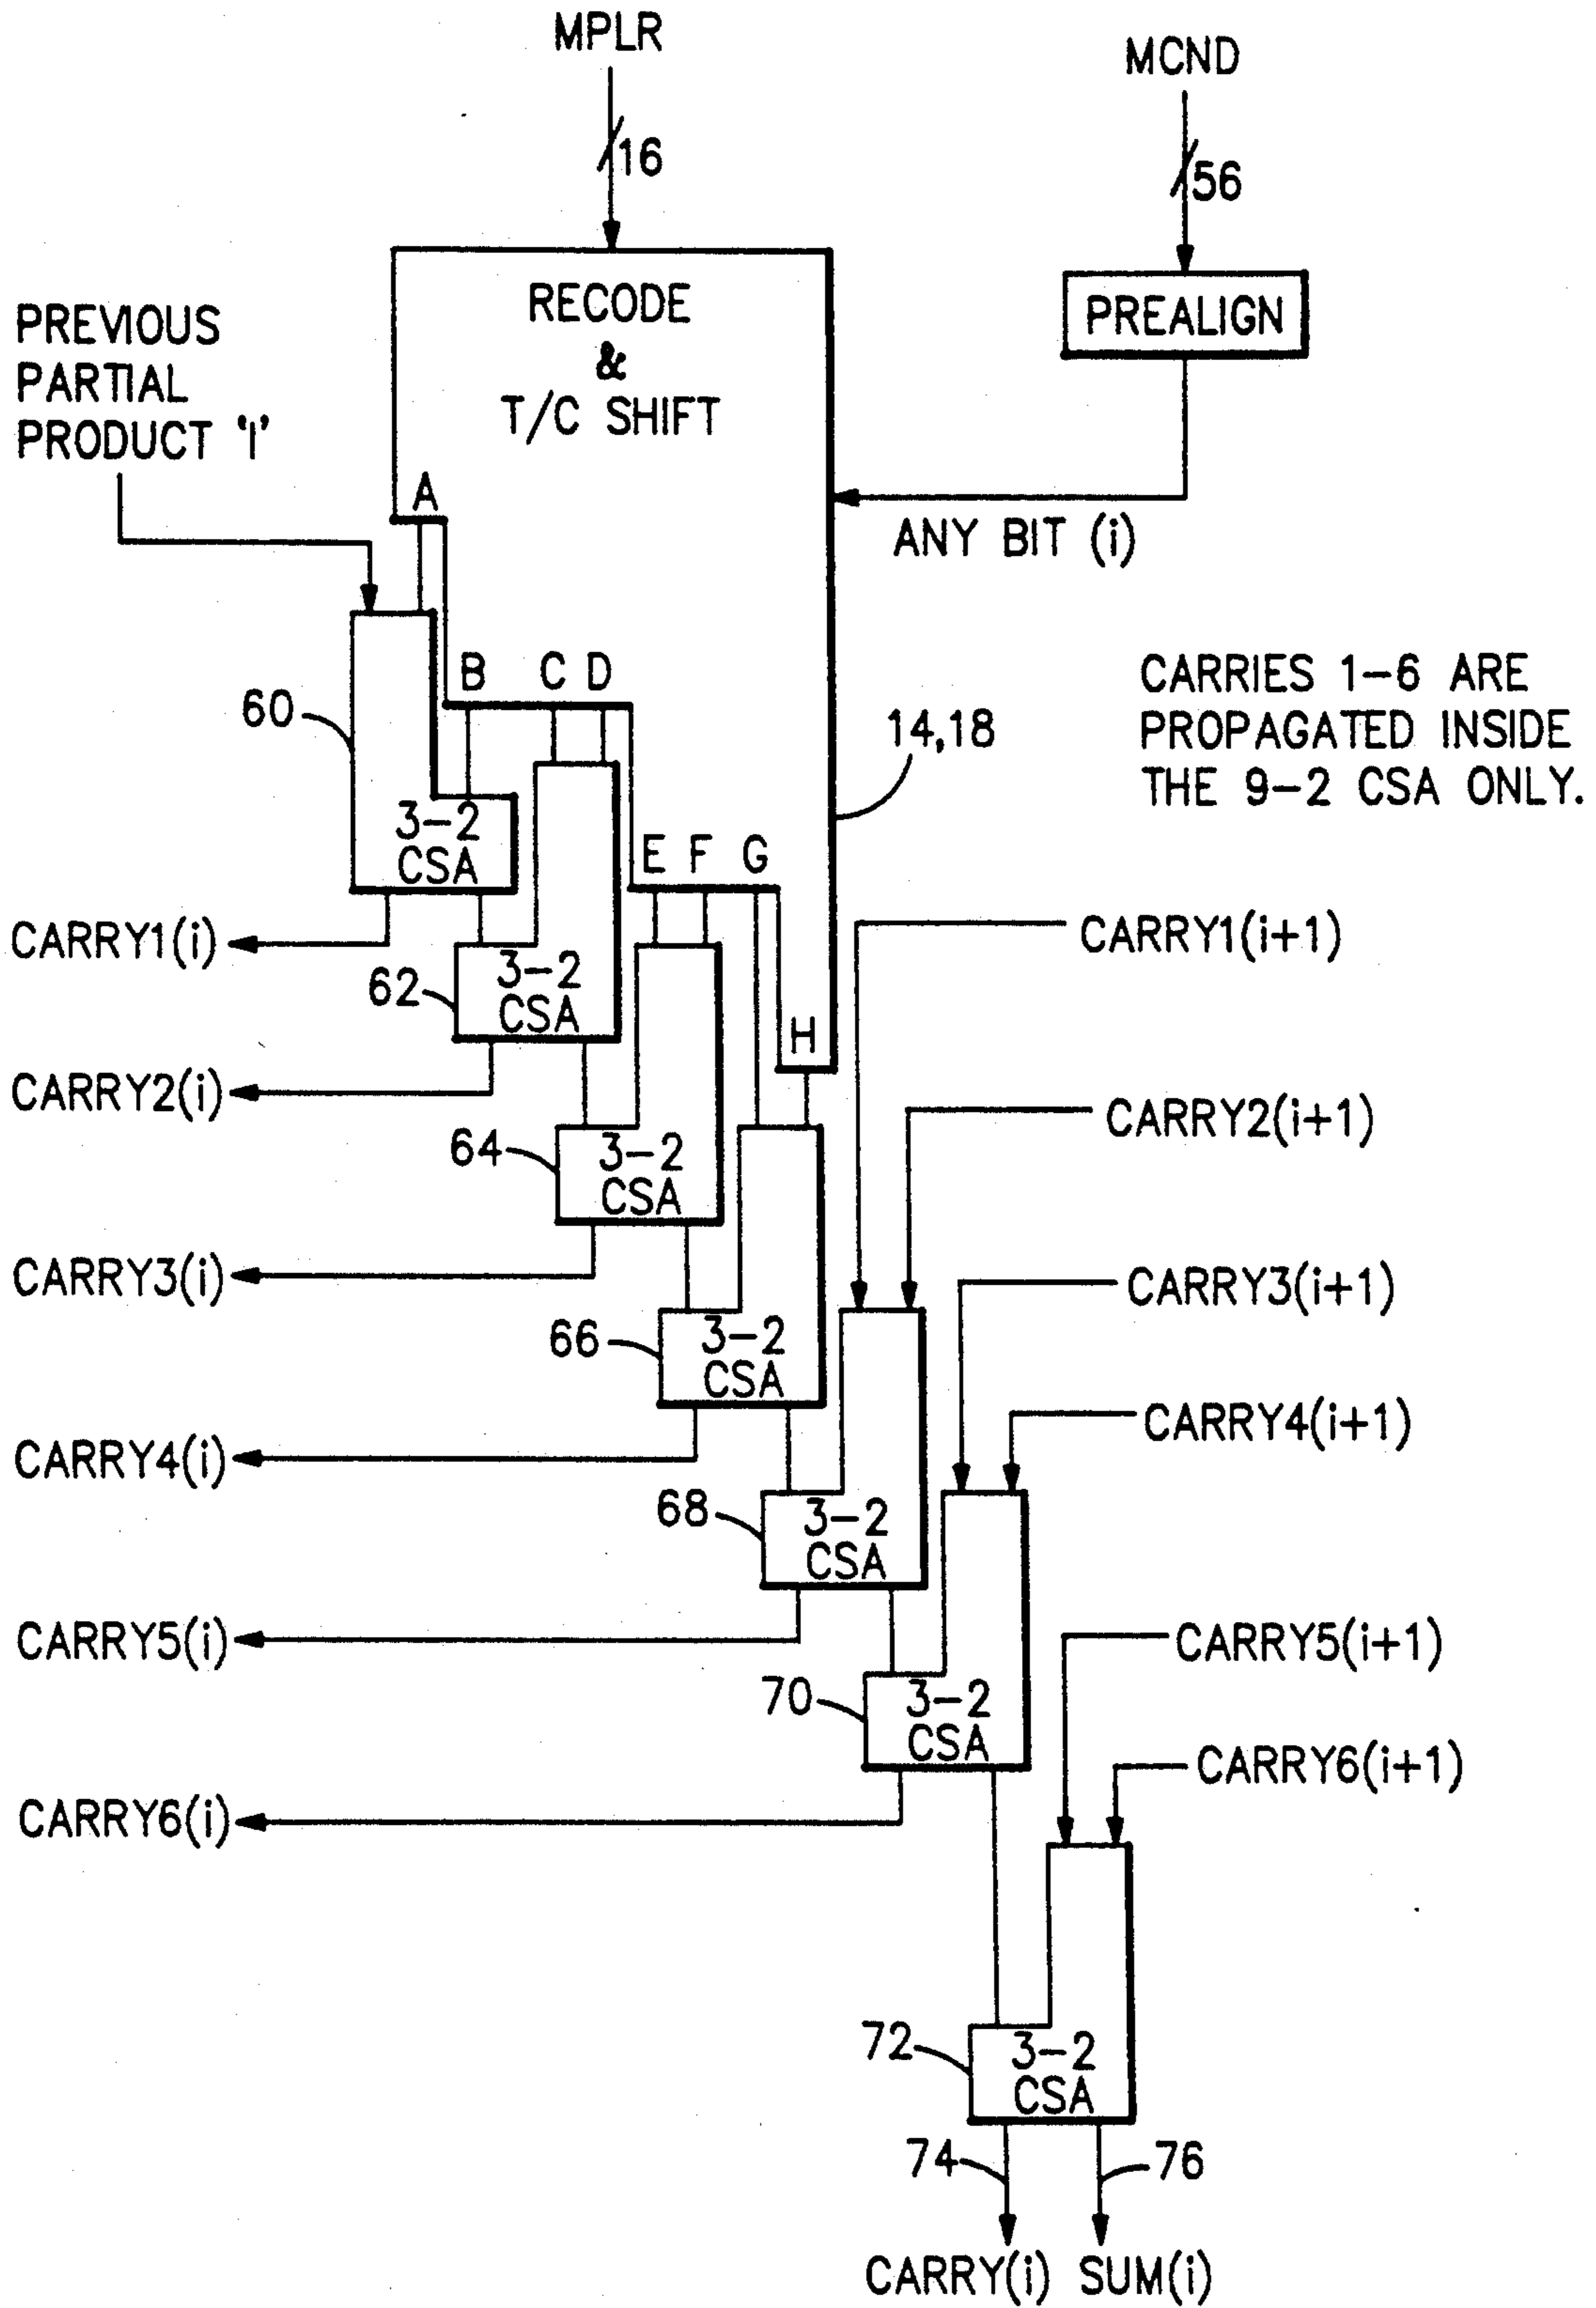 MPLR
MCND
16
56
RECODE
&
T/C SHIFT
PREALIGN
PREVIOUS
PARTIAL
PRODUCT 'I'
A
ANY BIT (i)
B C D
60
14,18
CARRIES 1-6 ARE
PROPAGATED INSIDE
THE 9-2 CSA ONLY.
3-2
CSA
E F G
CARRY1(i)
CARRY1(i+1)
62
3-2
CSA
H
CARRY2(i)
CARRY2(i+1)
64
3-2
CSA
CARRY3(i)
CARRY3(i+1)
66
3-2
CSA
CARRY4(i+1)
CARRY4(i)
68
3-2
CSA
CARRY5(i)
CARRY5(i+1)
70
3-2
CSA
CARRY6(i+1)
CARRY6(i)
72
3-2
CSA
74
76
CARRY(i) SUM(i)